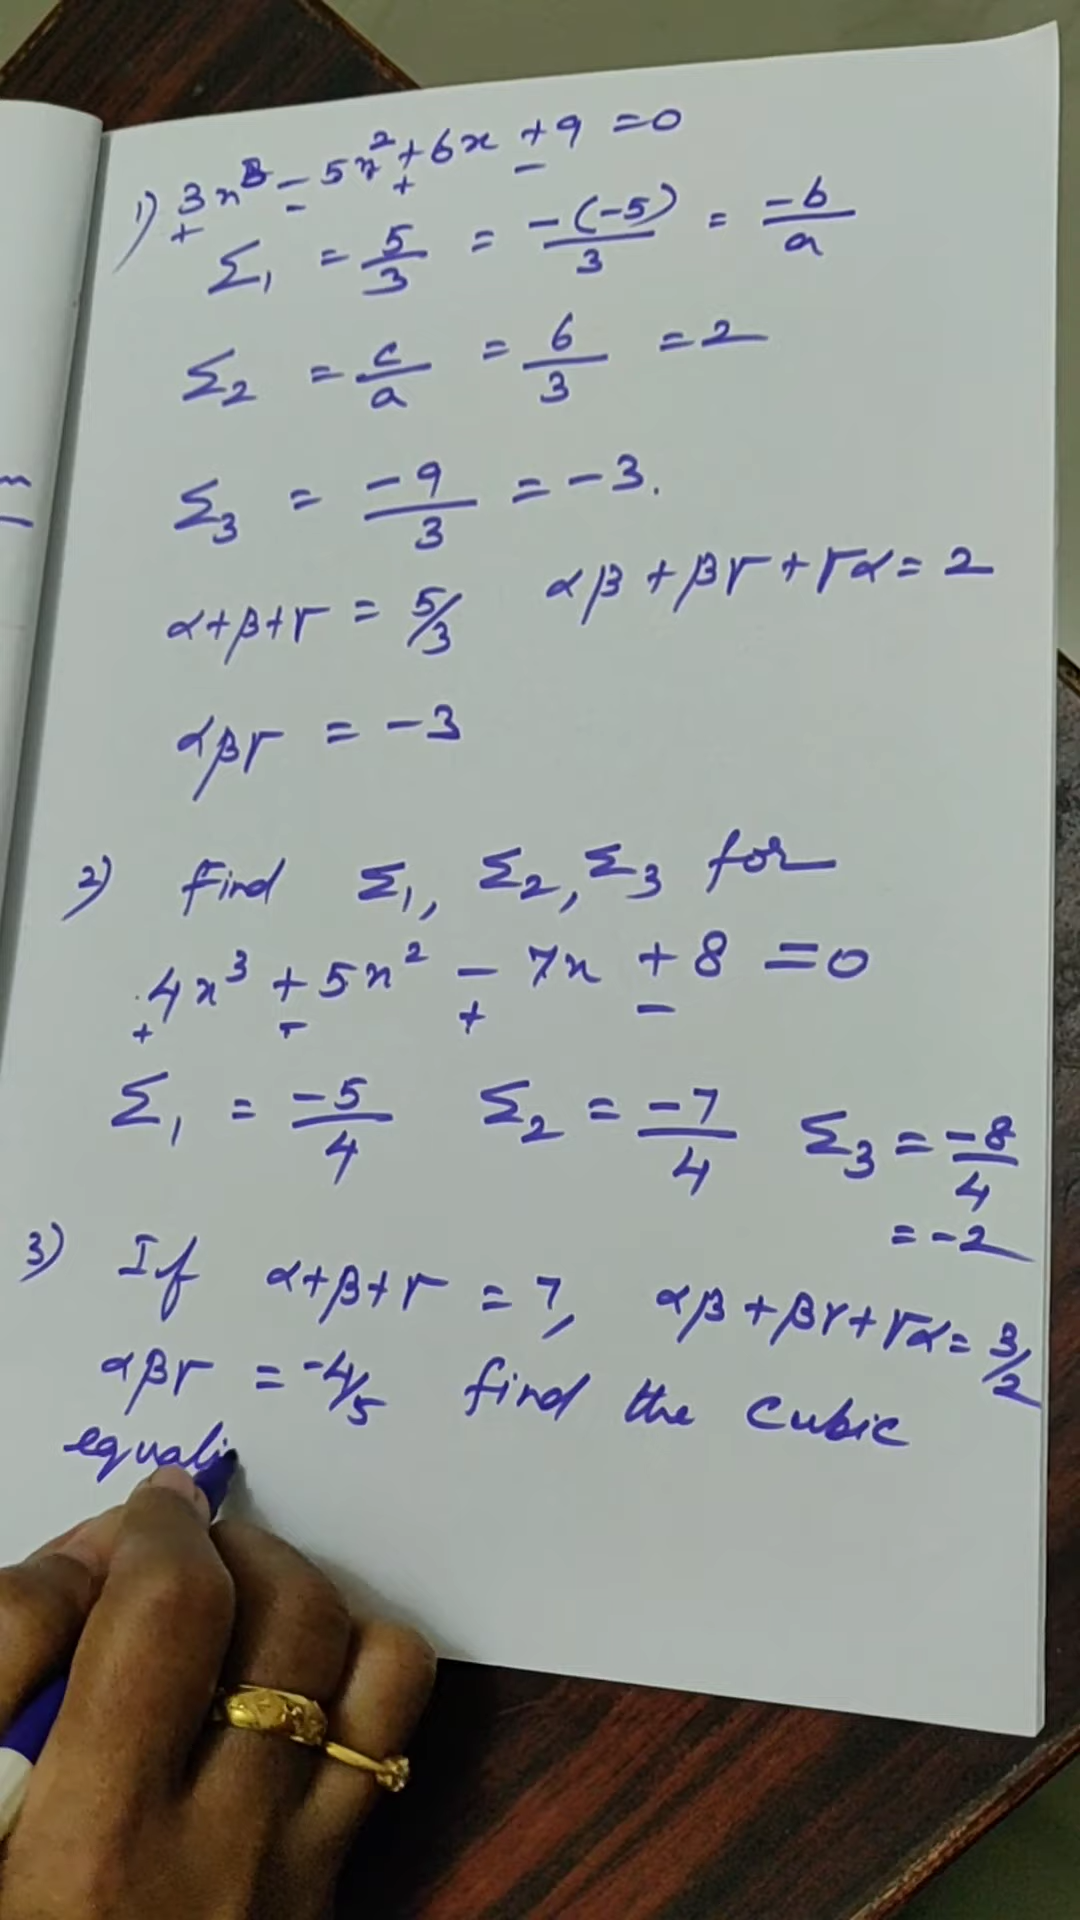 1) 3x³ - 5x² + 6x + 9 = 0
+ - + -
Σ₁ = 5/3 = -(-5)/3 = -b/a
Σ₂ = c/a = 6/3 = 2
Σ₃ = -9/3 = -3.
α+β+γ = 5/3 αβ + βγ + γα = 2
αβγ = -3
2) Find Σ₁, Σ₂, Σ₃ for
4x³ + 5x² - 7x + 8 = 0
+ - + -
Σ₁ = -5/4 Σ₂ = -7/4 Σ₃ = -8/4
= -2
3) If α+β+γ = 7, αβ + βγ + γα = 3/2
αβγ = -4/5 find the cubic
equati